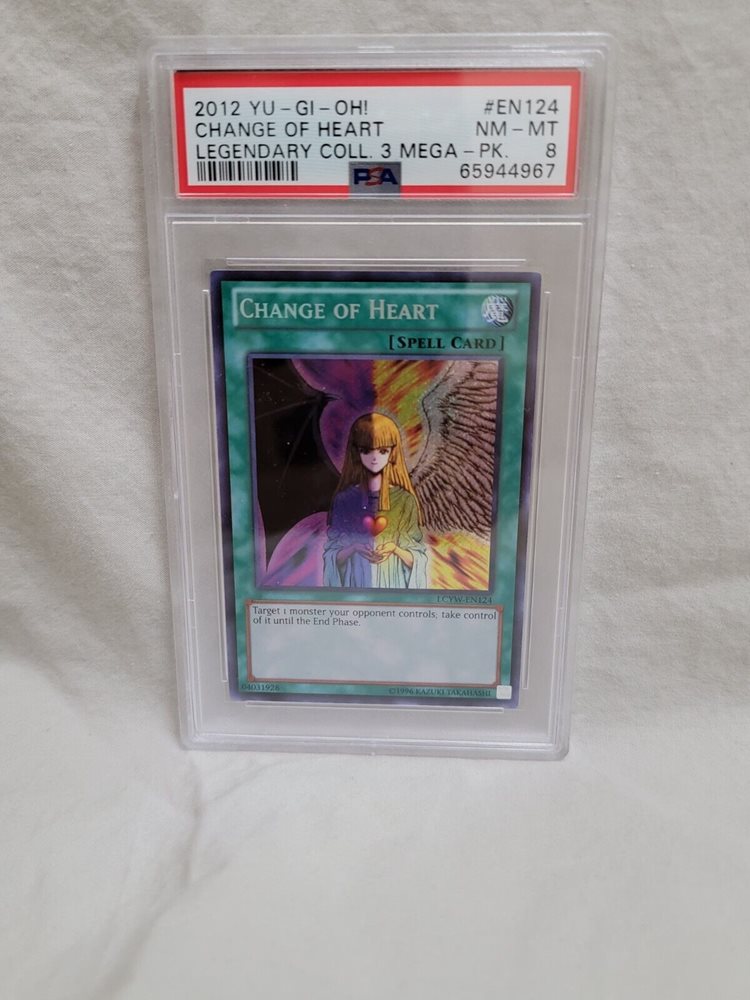 2012 YU-GI-OH! #EN124
CHANGE OF HEART NM-MT
LEGENDARY COLL. 3 MEGA-PK. 8
PSA 65944967
CHANGE OF HEART
[SPELL CARD]
LCYW-EN124
Target 1 monster your opponent controls; take control
of it until the End Phase.
04031928 ©1996 KAZUKI TAKAHASHI